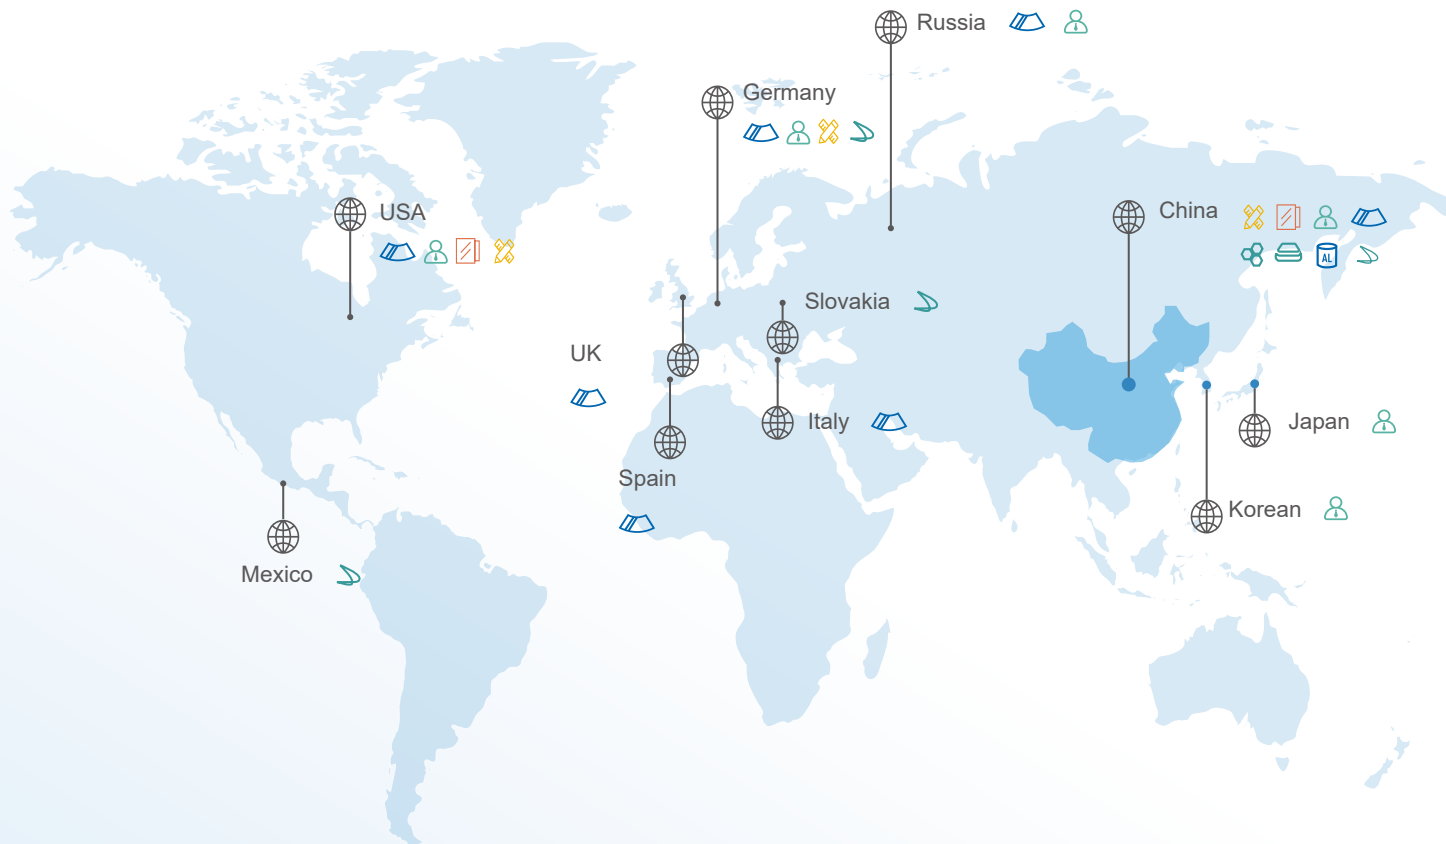 Russia
Germany
USA
China
AL
Slovakia
UK
Italy
Japan
Spain
Korean
Mexico